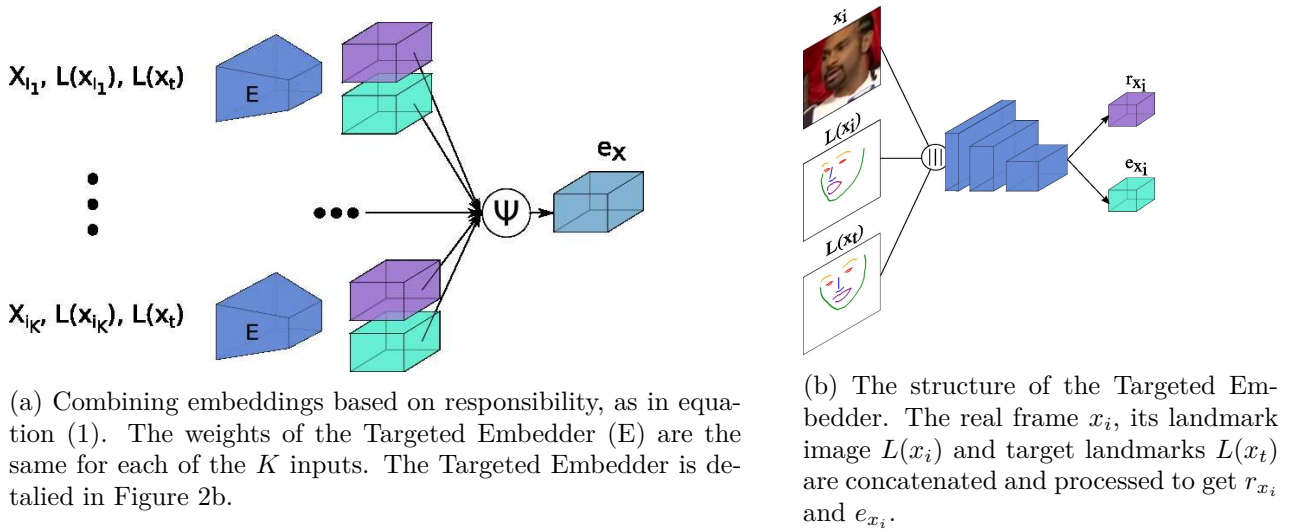 X_{i_1}, L(x_{i_1}), L(x_t)
E
e_x
Ψ
X_{i_K}, L(x_{i_K}), L(x_t)
E
(a) Combining embeddings based on responsibility, as in equa-
tion (1). The weights of the Targeted Embedder (E) are the
same for each of the K inputs. The Targeted Embedder is de-
talied in Figure 2b.
x_i
L(x_i)
L(x_t)
|||
r_{x_i}
e_{x_i}
(b) The structure of the Targeted Em-
bedder. The real frame x_i, its landmark
image L(x_i) and target landmarks L(x_t)
are concatenated and processed to get r_{x_i}
and e_{x_i}.